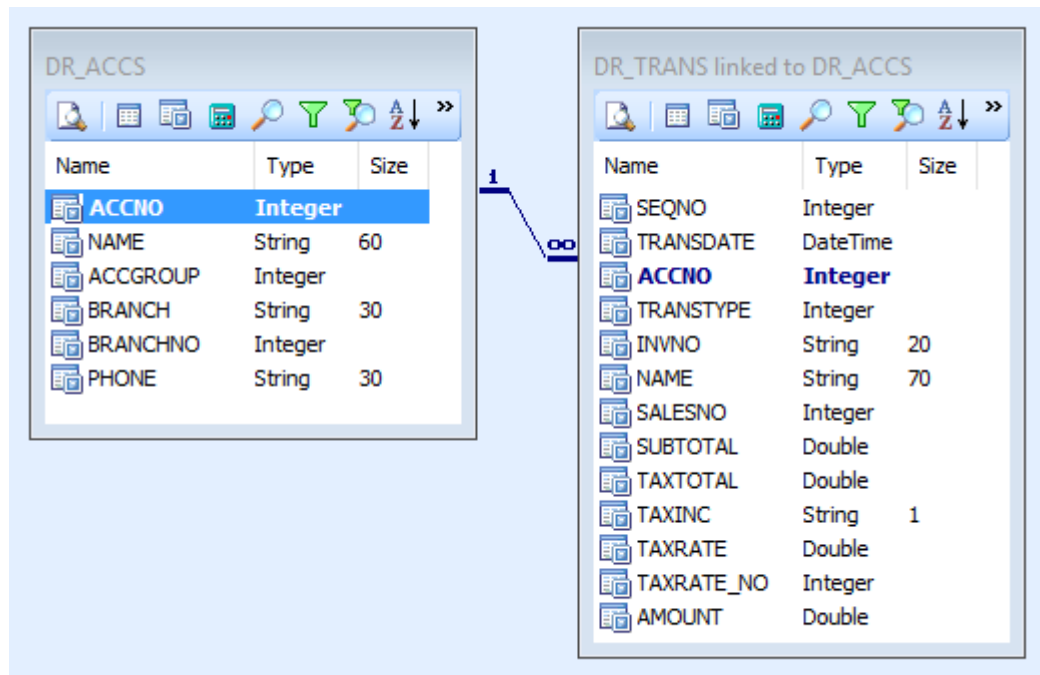 DR_ACCS
Name Type Size
ACCNO Integer
NAME String 60
ACCGROUP Integer
BRANCH String 30
BRANCHNO Integer
PHONE String 30
1
∞
DR_TRANS linked to DR_ACCS
Name Type Size
SEQNO Integer
TRANSDATE DateTime
ACCNO Integer
TRANSTYPE Integer
INVNO String 20
NAME String 70
SALESNO Integer
SUBTOTAL Double
TAXTOTAL Double
TAXINC String 1
TAXRATE Double
TAXRATE_NO Integer
AMOUNT Double